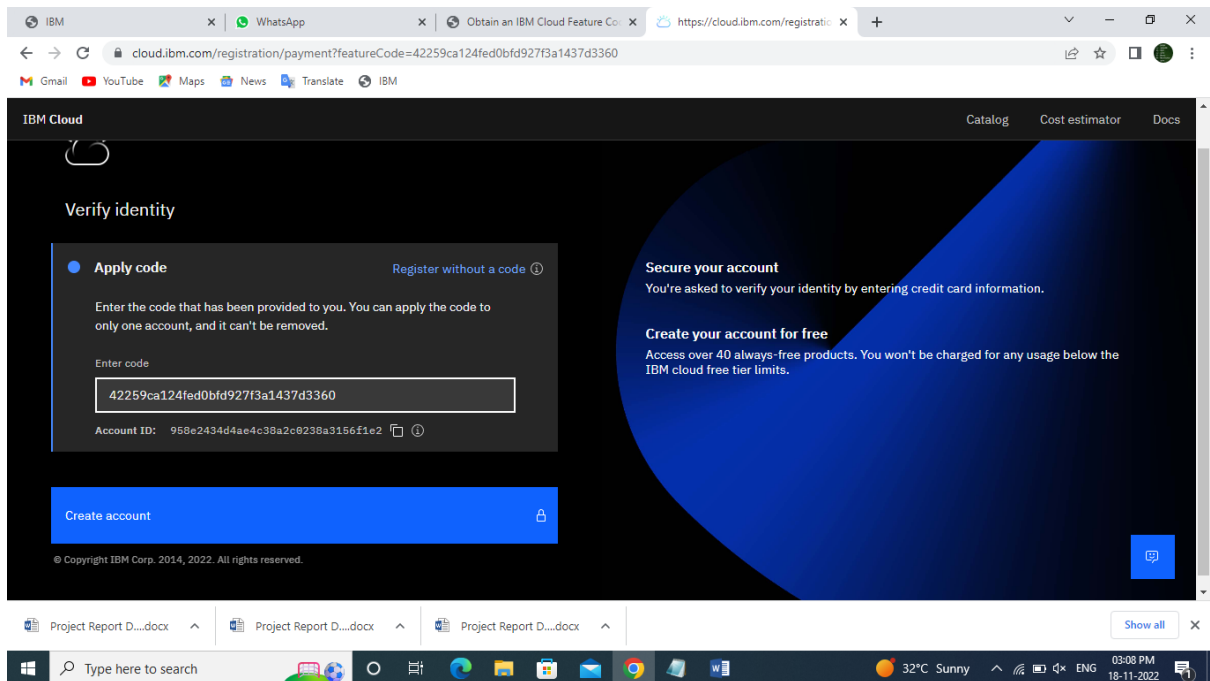 IBM
WhatsApp
Obtain an IBM Cloud Feature Co
https://cloud.ibm.com/registratio
cloud.ibm.com/registration/payment?featureCode=42259ca124fed0bfd927f3a1437d3360
Gmail YouTube Maps News Translate IBM
IBM Cloud
Catalog Cost estimator Docs
Verify identity
Apply code
Register without a code
Enter the code that has been provided to you. You can apply the code to
only one account, and it can't be removed.
Enter code
42259ca124fed0bfd927f3a1437d3360
Account ID: 958e2434d4ae4c38a2c0238a3156f1e2
Create account
© Copyright IBM Corp. 2014, 2022. All rights reserved.
Secure your account
You're asked to verify your identity by entering credit card information.
Create your account for free
Access over 40 always-free products. You won't be charged for any usage below the
IBM cloud free tier limits.
Project Report D....docx
Project Report D....docx
Project Report D....docx
Show all
Type here to search
32°C Sunny
ENG
03:08 PM
18-11-2022
1